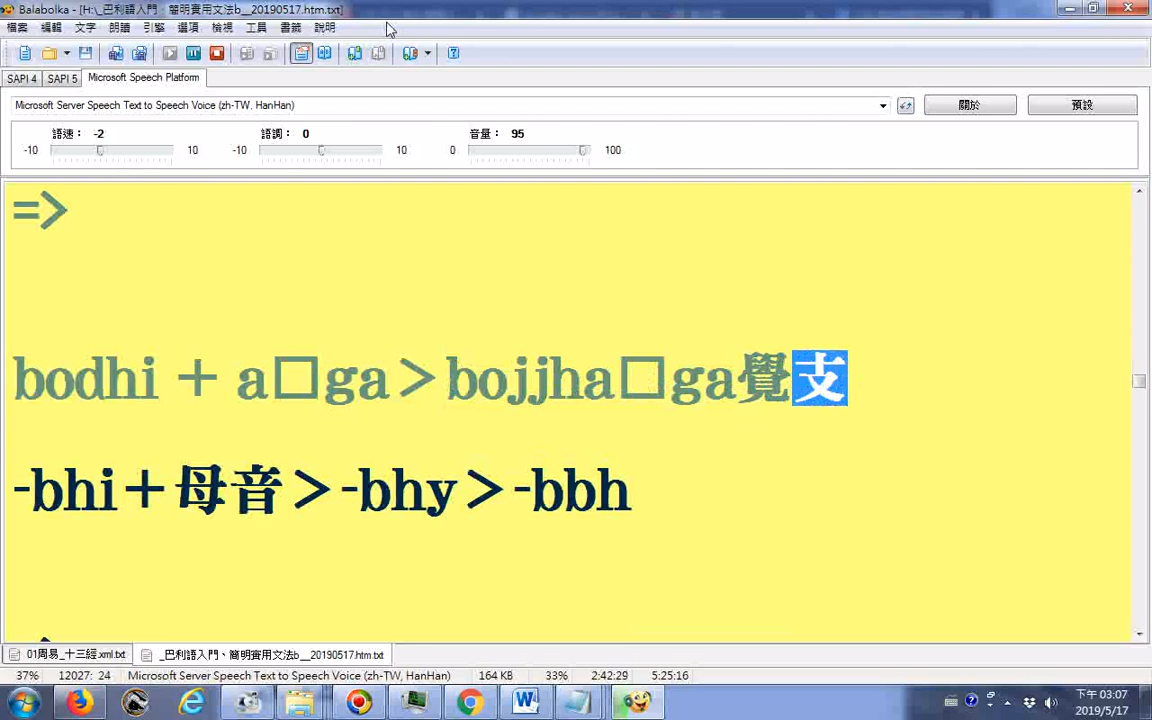 Balabolka - [H:\_巴利語入門、簡明實用文法b__20190517.htm.txt]
檔案 編輯 文字 朗讀 引擎 選項 檢視 工具 書籤 說明
SAPI 4 SAPI 5 Microsoft Speech Platform
Microsoft Server Speech Text to Speech Voice (zh-TW, HanHan) 關於 預設
語速： -2 語調： 0 音量： 95
-10 10 -10 10 0 100
=>
bodhi＋ a□ga＞bojjha□ga覺支
-bhi＋母音＞-bhy＞-bbh
01周易_十三經.xml.txt _巴利語入門、簡明實用文法b__20190517.htm.txt
37% 12027: 24 Microsoft Server Speech Text to Speech Voice (zh-TW, HanHan) 164 KB 33% 2:42:29 5:25:16
下午 03:07
2019/5/17